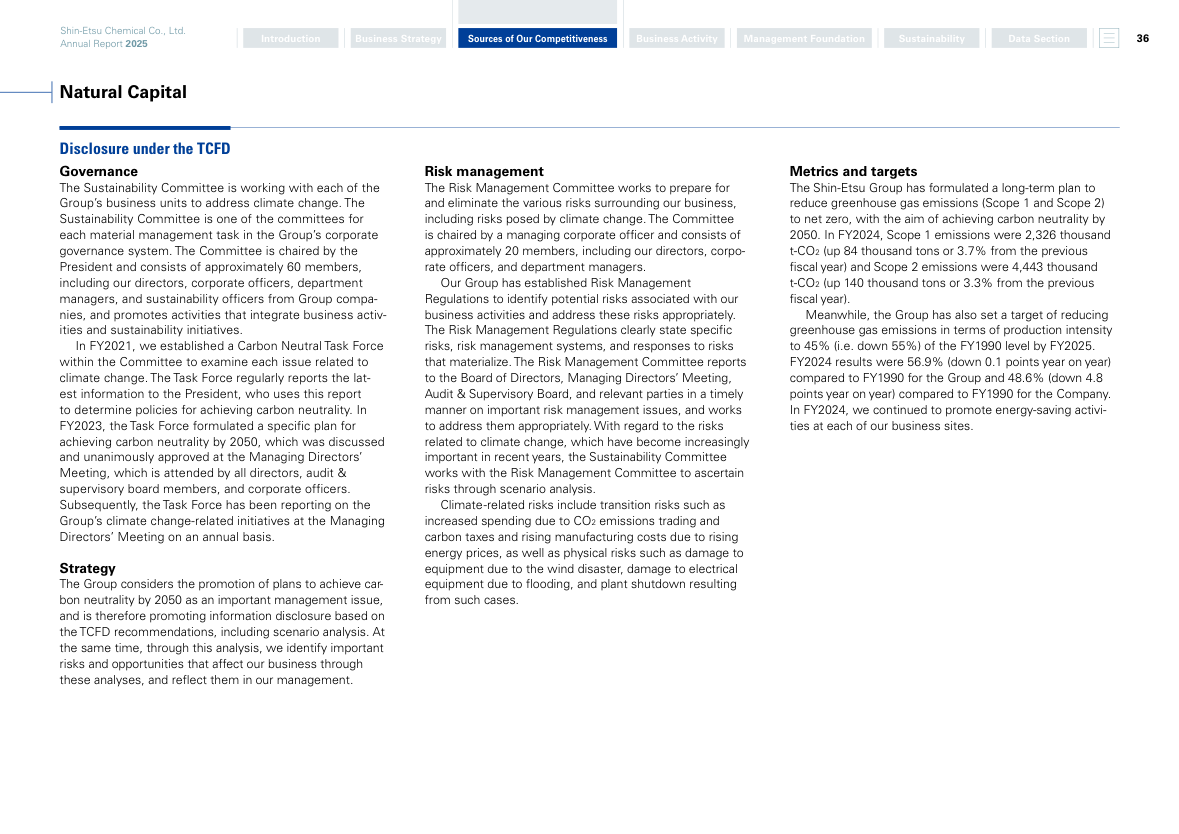 Shin-Etsu Chemical Co., Ltd.
Annual Report 2025
Introduction
Business Strategy
Sources of Our Competitiveness
Business Activity
Management Foundation
Sustainability
Data Section
36
Natural Capital
Disclosure under the TCFD
Governance
The Sustainability Committee is working with each of the
Group’s business units to address climate change. The
Sustainability Committee is one of the committees for
each material management task in the Group’s corporate
governance system. The Committee is chaired by the
President and consists of approximately 60 members,
including our directors, corporate officers, department
managers, and sustainability officers from Group compa-
nies, and promotes activities that integrate business activ-
ities and sustainability initiatives.
In FY2021, we established a Carbon Neutral Task Force
within the Committee to examine each issue related to
climate change. The Task Force regularly reports the lat-
est information to the President, who uses this report
to determine policies for achieving carbon neutrality. In
FY2023, the Task Force formulated a specific plan for
achieving carbon neutrality by 2050, which was discussed
and unanimously approved at the Managing Directors’
Meeting, which is attended by all directors, audit &
supervisory board members, and corporate officers.
Subsequently, the Task Force has been reporting on the
Group’s climate change-related initiatives at the Managing
Directors’ Meeting on an annual basis.
Strategy
The Group considers the promotion of plans to achieve car-
bon neutrality by 2050 as an important management issue,
and is therefore promoting information disclosure based on
the TCFD recommendations, including scenario analysis. At
the same time, through this analysis, we identify important
risks and opportunities that affect our business through
these analyses, and reflect them in our management.
Risk management
The Risk Management Committee works to prepare for
and eliminate the various risks surrounding our business,
including risks posed by climate change. The Committee
is chaired by a managing corporate officer and consists of
approximately 20 members, including our directors, corpo-
rate officers, and department managers.
Our Group has established Risk Management
Regulations to identify potential risks associated with our
business activities and address these risks appropriately.
The Risk Management Regulations clearly state specific
risks, risk management systems, and responses to risks
that materialize. The Risk Management Committee reports
to the Board of Directors, Managing Directors’ Meeting,
Audit & Supervisory Board, and relevant parties in a timely
manner on important risk management issues, and works
to address them appropriately. With regard to the risks
related to climate change, which have become increasingly
important in recent years, the Sustainability Committee
works with the Risk Management Committee to ascertain
risks through scenario analysis.
Climate-related risks include transition risks such as
increased spending due to CO₂ emissions trading and
carbon taxes and rising manufacturing costs due to rising
energy prices, as well as physical risks such as damage to
equipment due to the wind disaster, damage to electrical
equipment due to flooding, and plant shutdown resulting
from such cases.
Metrics and targets
The Shin-Etsu Group has formulated a long-term plan to
reduce greenhouse gas emissions (Scope 1 and Scope 2)
to net zero, with the aim of achieving carbon neutrality by
2050. In FY2024, Scope 1 emissions were 2,326 thousand
t-CO₂ (up 84 thousand tons or 3.7% from the previous
fiscal year) and Scope 2 emissions were 4,443 thousand
t-CO₂ (up 140 thousand tons or 3.3% from the previous
fiscal year).
Meanwhile, the Group has also set a target of reducing
greenhouse gas emissions in terms of production intensity
to 45% (i.e. down 55%) of the FY1990 level by FY2025.
FY2024 results were 56.9% (down 0.1 points year on year)
compared to FY1990 for the Group and 48.6% (down 4.8
points year on year) compared to FY1990 for the Company.
In FY2024, we continued to promote energy-saving activi-
ties at each of our business sites.